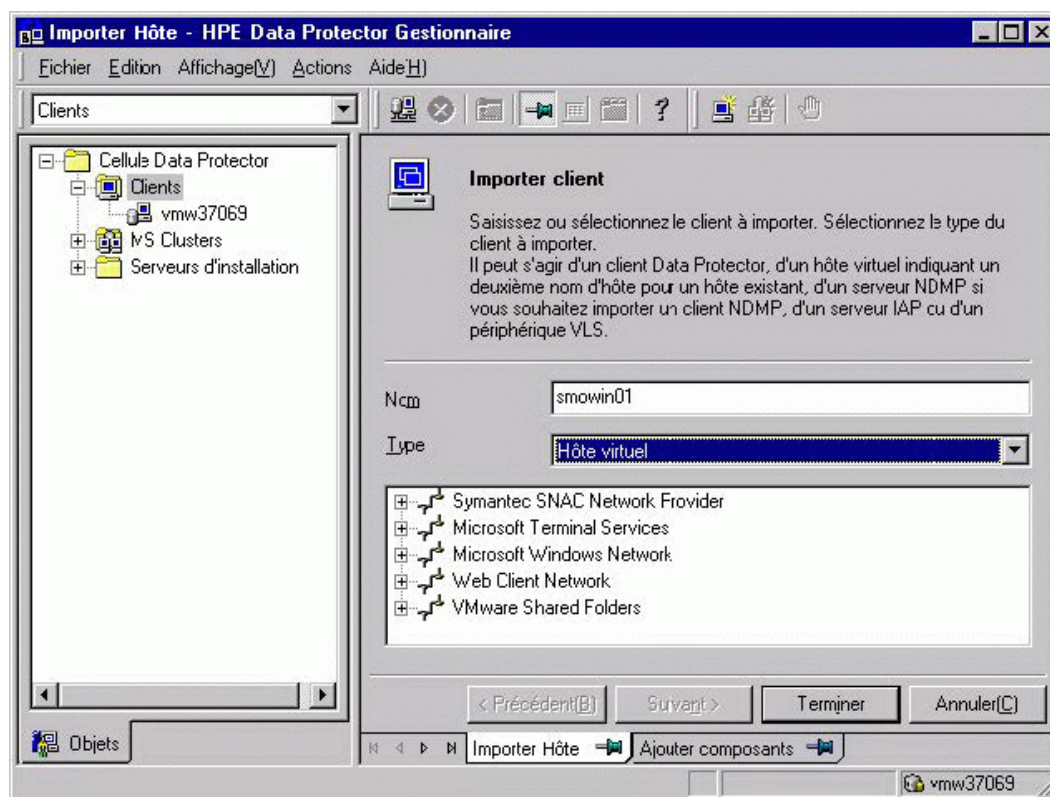 Importer Hôte - HPE Data Protector Gestionnaire
Fichier Edition Affichage(V) Actions Aide(H)
Clients
Cellule Data Protector
Clients
vmw37069
MS Clusters
Serveurs d'installation
Objets
Importer client
Saisissez ou sélectionnez le client à importer. Sélectionnez le type du
client à importer.
Il peut s'agir d'un client Data Protector, d'un hôte virtuel indiquant un
deuxième nom d'hôte pour un hôte existant, d'un serveur NDMP si
vous souhaitez importer un client NDMP, d'un serveur IAP ou d'un
périphérique VLS.
Nom
smowin01
Type
Hôte virtuel
Symantec SNAC Network Provider
Microsoft Terminal Services
Microsoft Windows Network
Web Client Network
VMware Shared Folders
< Précédent(B) Suivant > Terminer Annuler(C)
Importer Hôte Ajouter composants
vmw37069